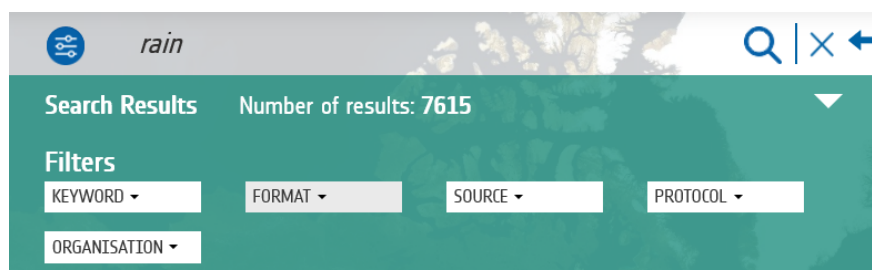 rain
Search Results Number of results: 7615
Filters
KEYWORD FORMAT SOURCE PROTOCOL
ORGANISATION